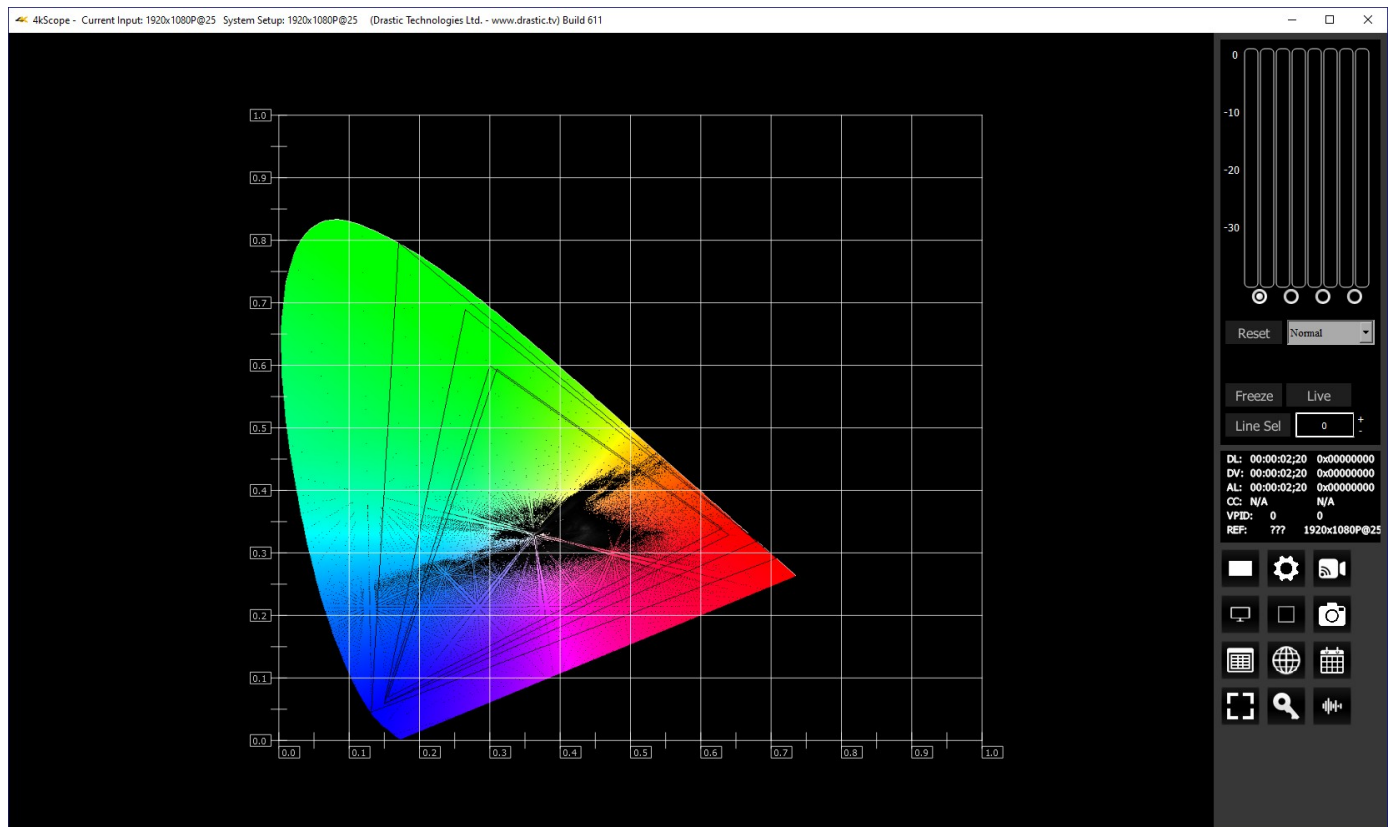 4K 4kScope - Current Input: 1920x1080P@25 System Setup: 1920x1080P@25 (Drastic Technologies Ltd. - www.drastic.tv) Build 611
1.0
0.9
0.8
0.7
0.6
0.5
0.4
0.3
0.2
0.1
0.0
0.0 0.1 0.2 0.3 0.4 0.5 0.6 0.7 0.8 0.9 1.0
0
-10
-20
-30
Reset Normal
Freeze Live
Line Sel 0 + -
DL: 00:00:02;20 0x00000000
DV: 00:00:02;20 0x00000000
AL: 00:00:02;20 0x00000000
CC: N/A N/A
VPID: 0 0
REF: ??? 1920x1080P@25